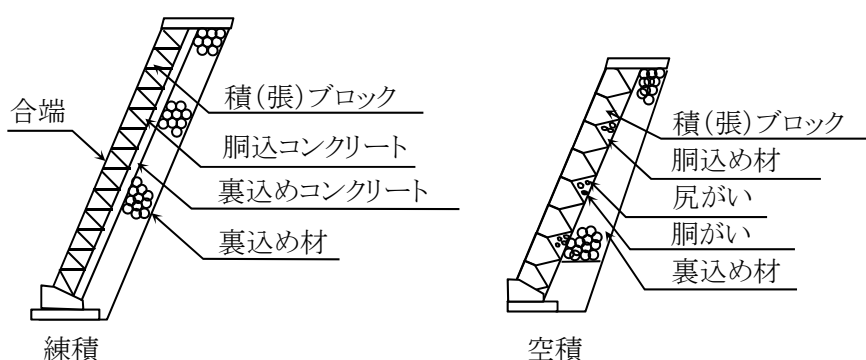 合端
積(張)ブロック
胴込コンクリート
裏込めコンクリート
裏込め材
練積
積(張)ブロック
胴込め材
尻がい
胴がい
裏込め材
空積